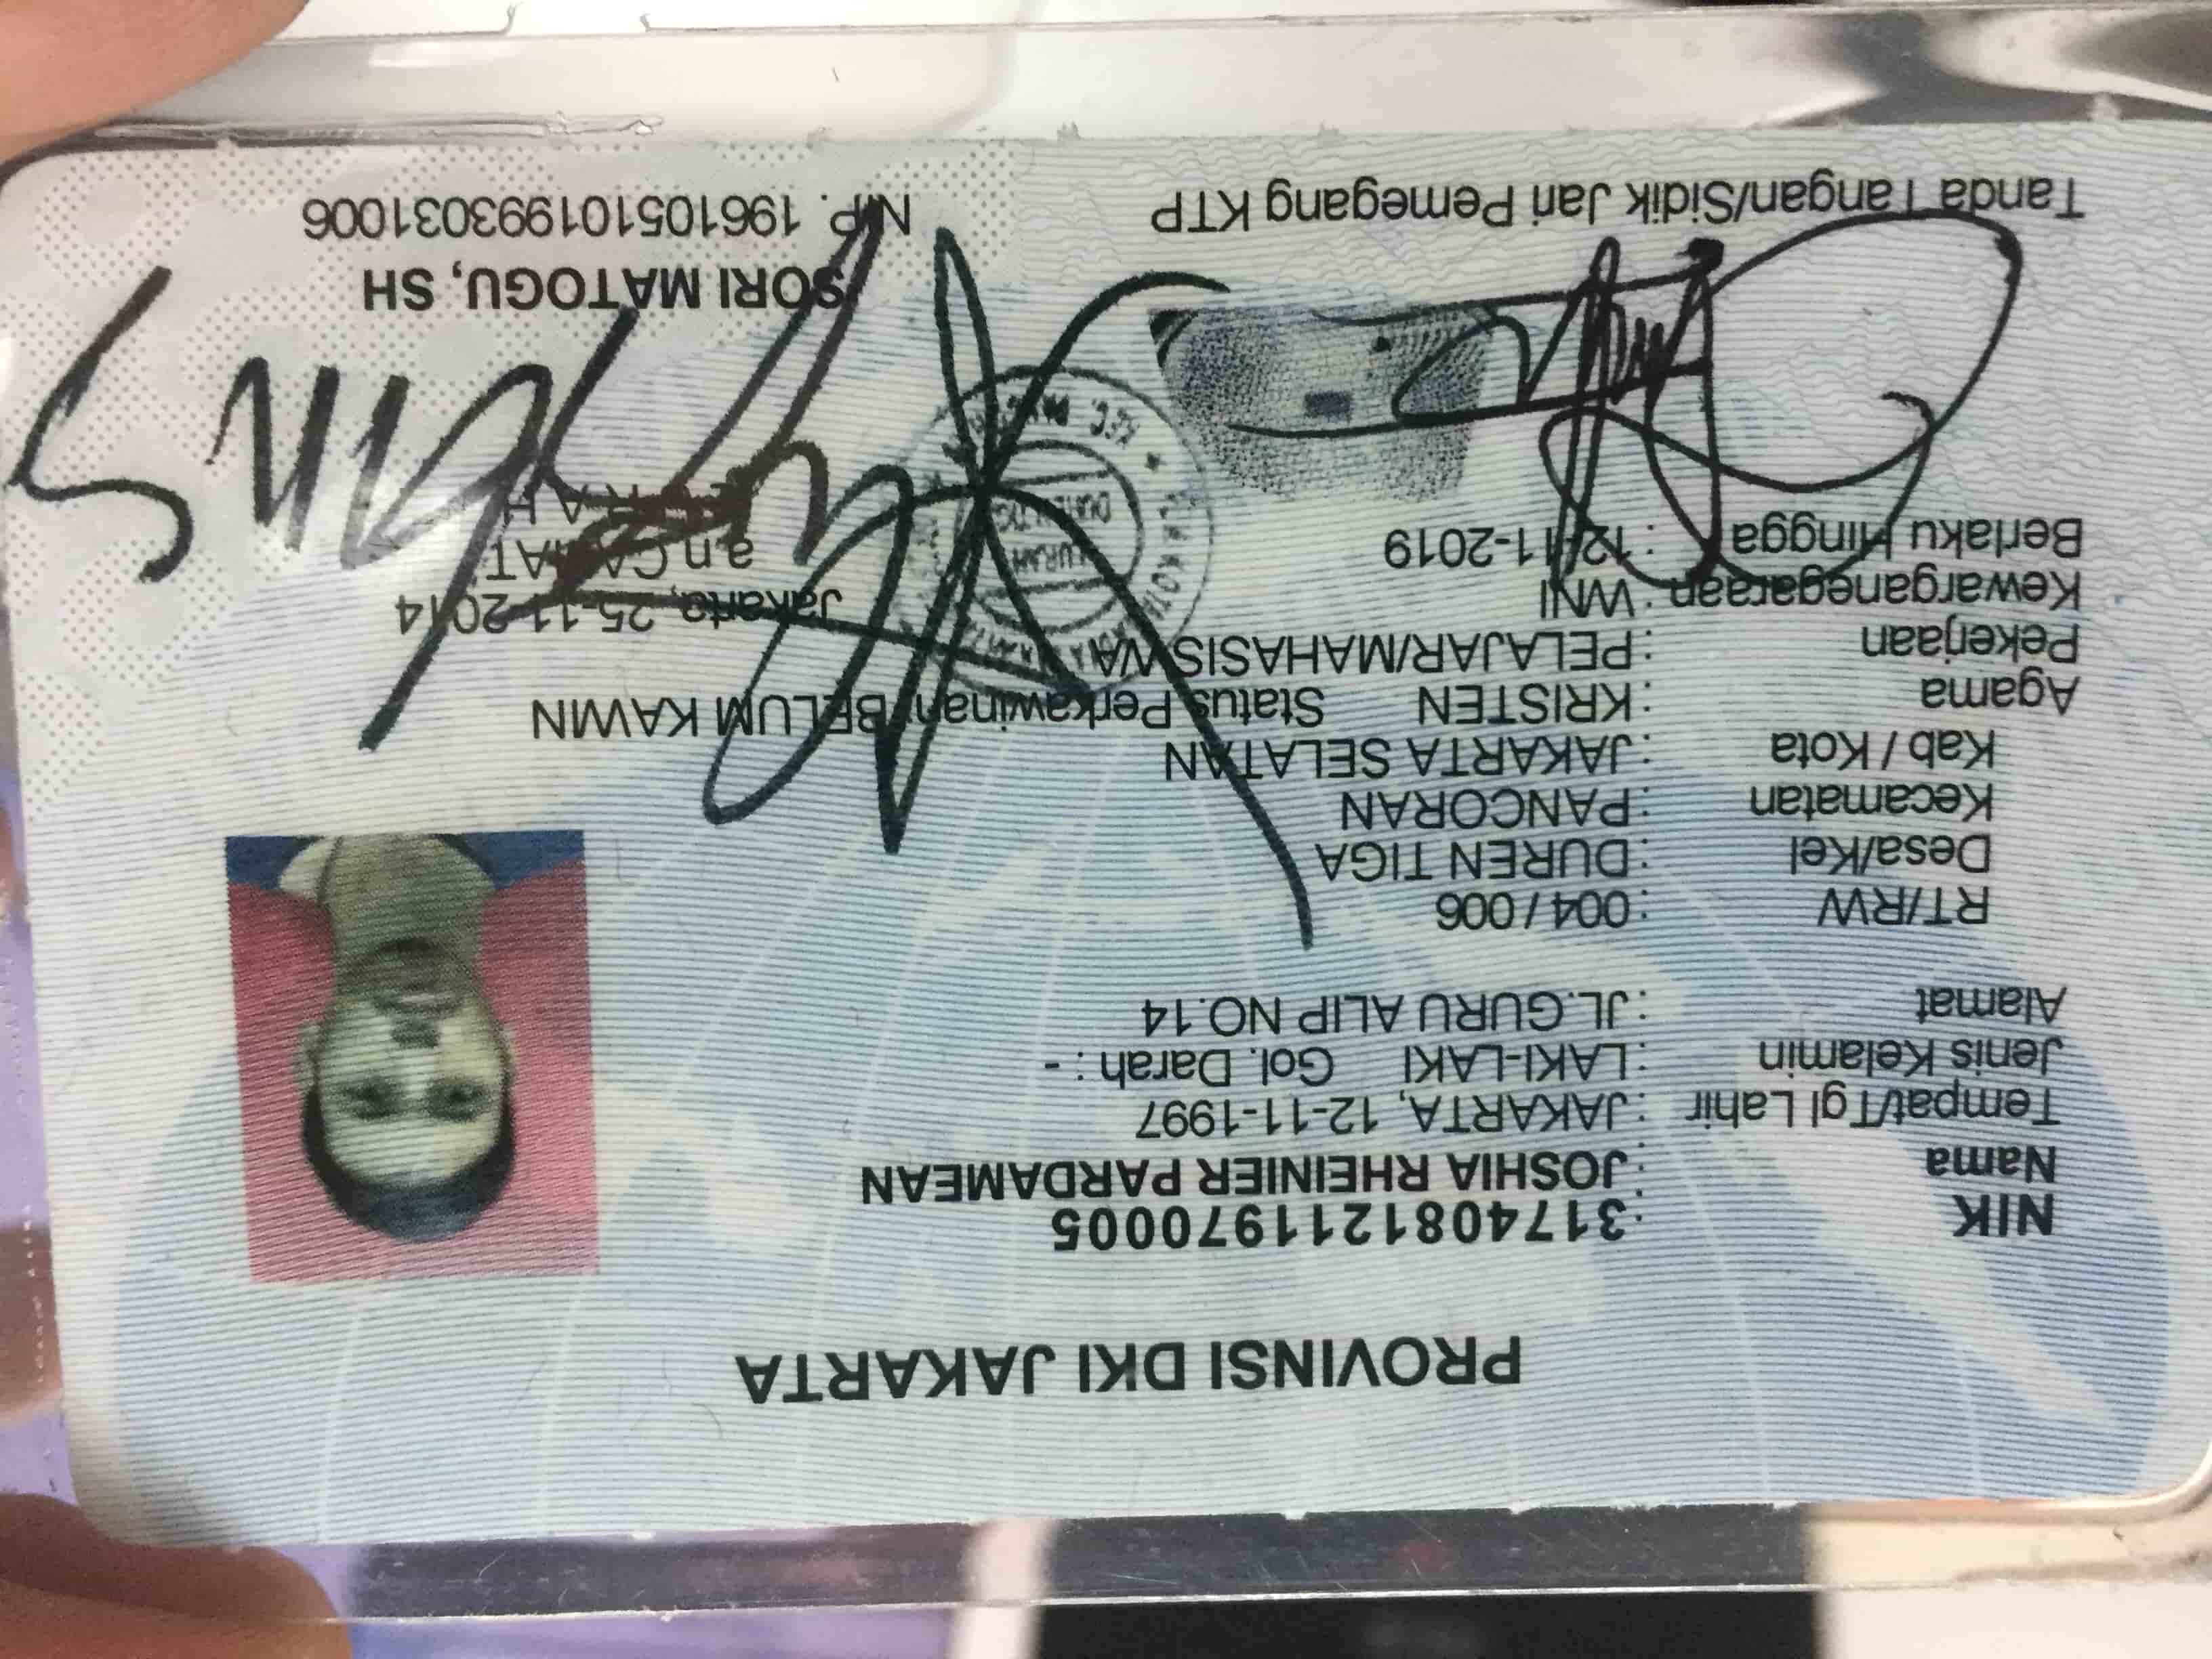 PROVINSI DKI JAKARTA
NIK : 3174081211970005
Nama : JOSHIA RHEINIER PARDAMEAN
Tempat/Tgl Lahir : JAKARTA, 12-11-1997
Jenis Kelamin : LAKI-LAKI Gol. Darah : -
Alamat : JL.GURU ALIP NO.14
RT/RW : 004 / 006
Desa/Kel : DUREN TIGA
Kecamatan : PANCORAN
Kab / Kota : JAKARTA SELATAN
Agama : KRISTEN Status Perkawinan BELUM KAWIN
Pekerjaan : PELAJAR/MAHASISWA
Kewarganegaraan : WNI
Berlaku Hingga : 12-11-2019
Jakarta, 25-11-2014
an CAMAT
Tanda Tangan/Sidik Jari Pemegang KTP
SORI MATOGU, SH
NIP. 196105101993031006